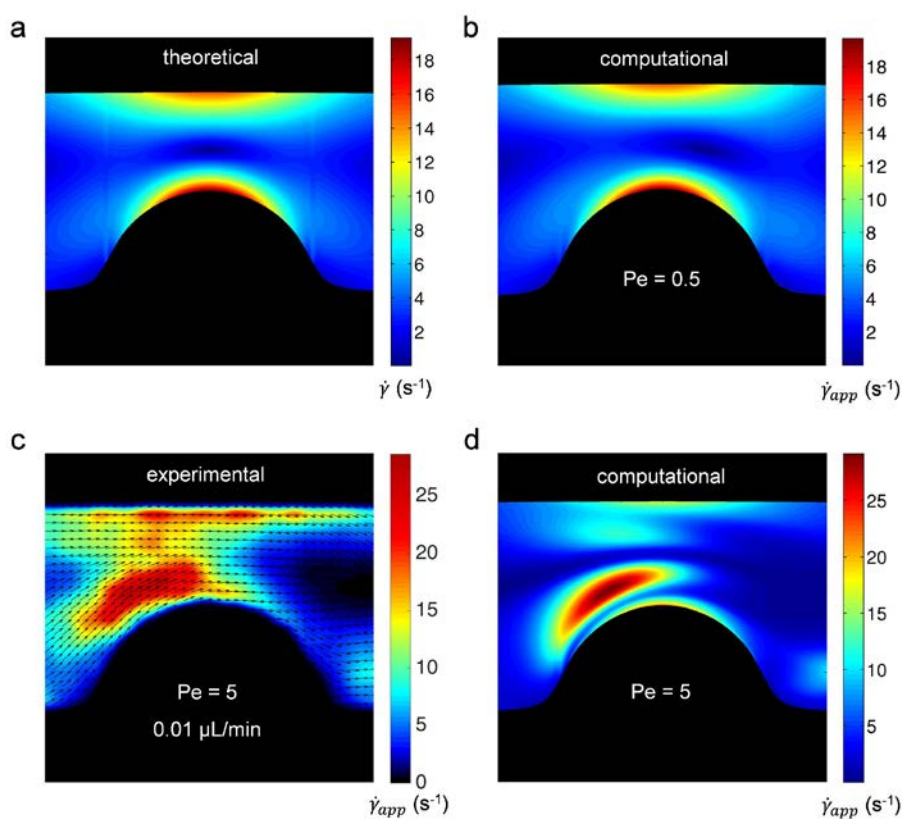 a
theoretical
18
16
14
12
10
8
6
4
2
γ̇ (s⁻¹)
b
computational
Pe = 0.5
18
16
14
12
10
8
6
4
2
γ̇app (s⁻¹)
c
experimental
Pe = 5
0.01 μL/min
25
20
15
10
5
0
γ̇app (s⁻¹)
d
computational
Pe = 5
25
20
15
10
5
γ̇app (s⁻¹)